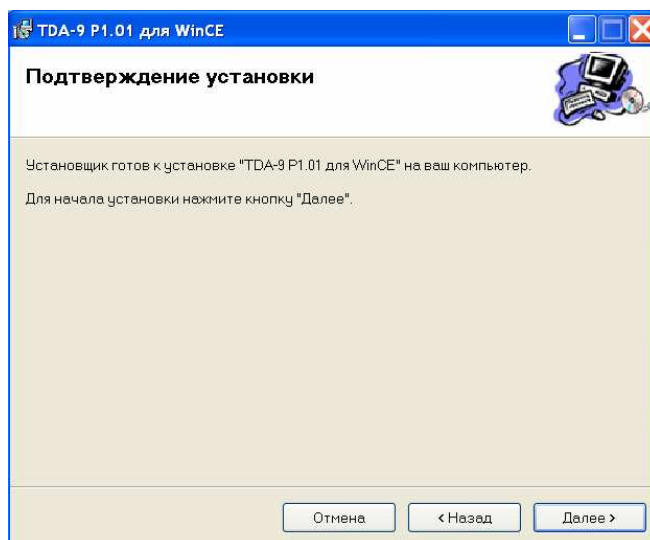 TDA-9 P1.01 для WinCE
Подтверждение установки
Установщик готов к установке "TDA-9 P1.01 для WinCE" на ваш компьютер.
Для начала установки нажмите кнопку "Далее".
Отмена
< Назад
Далее >